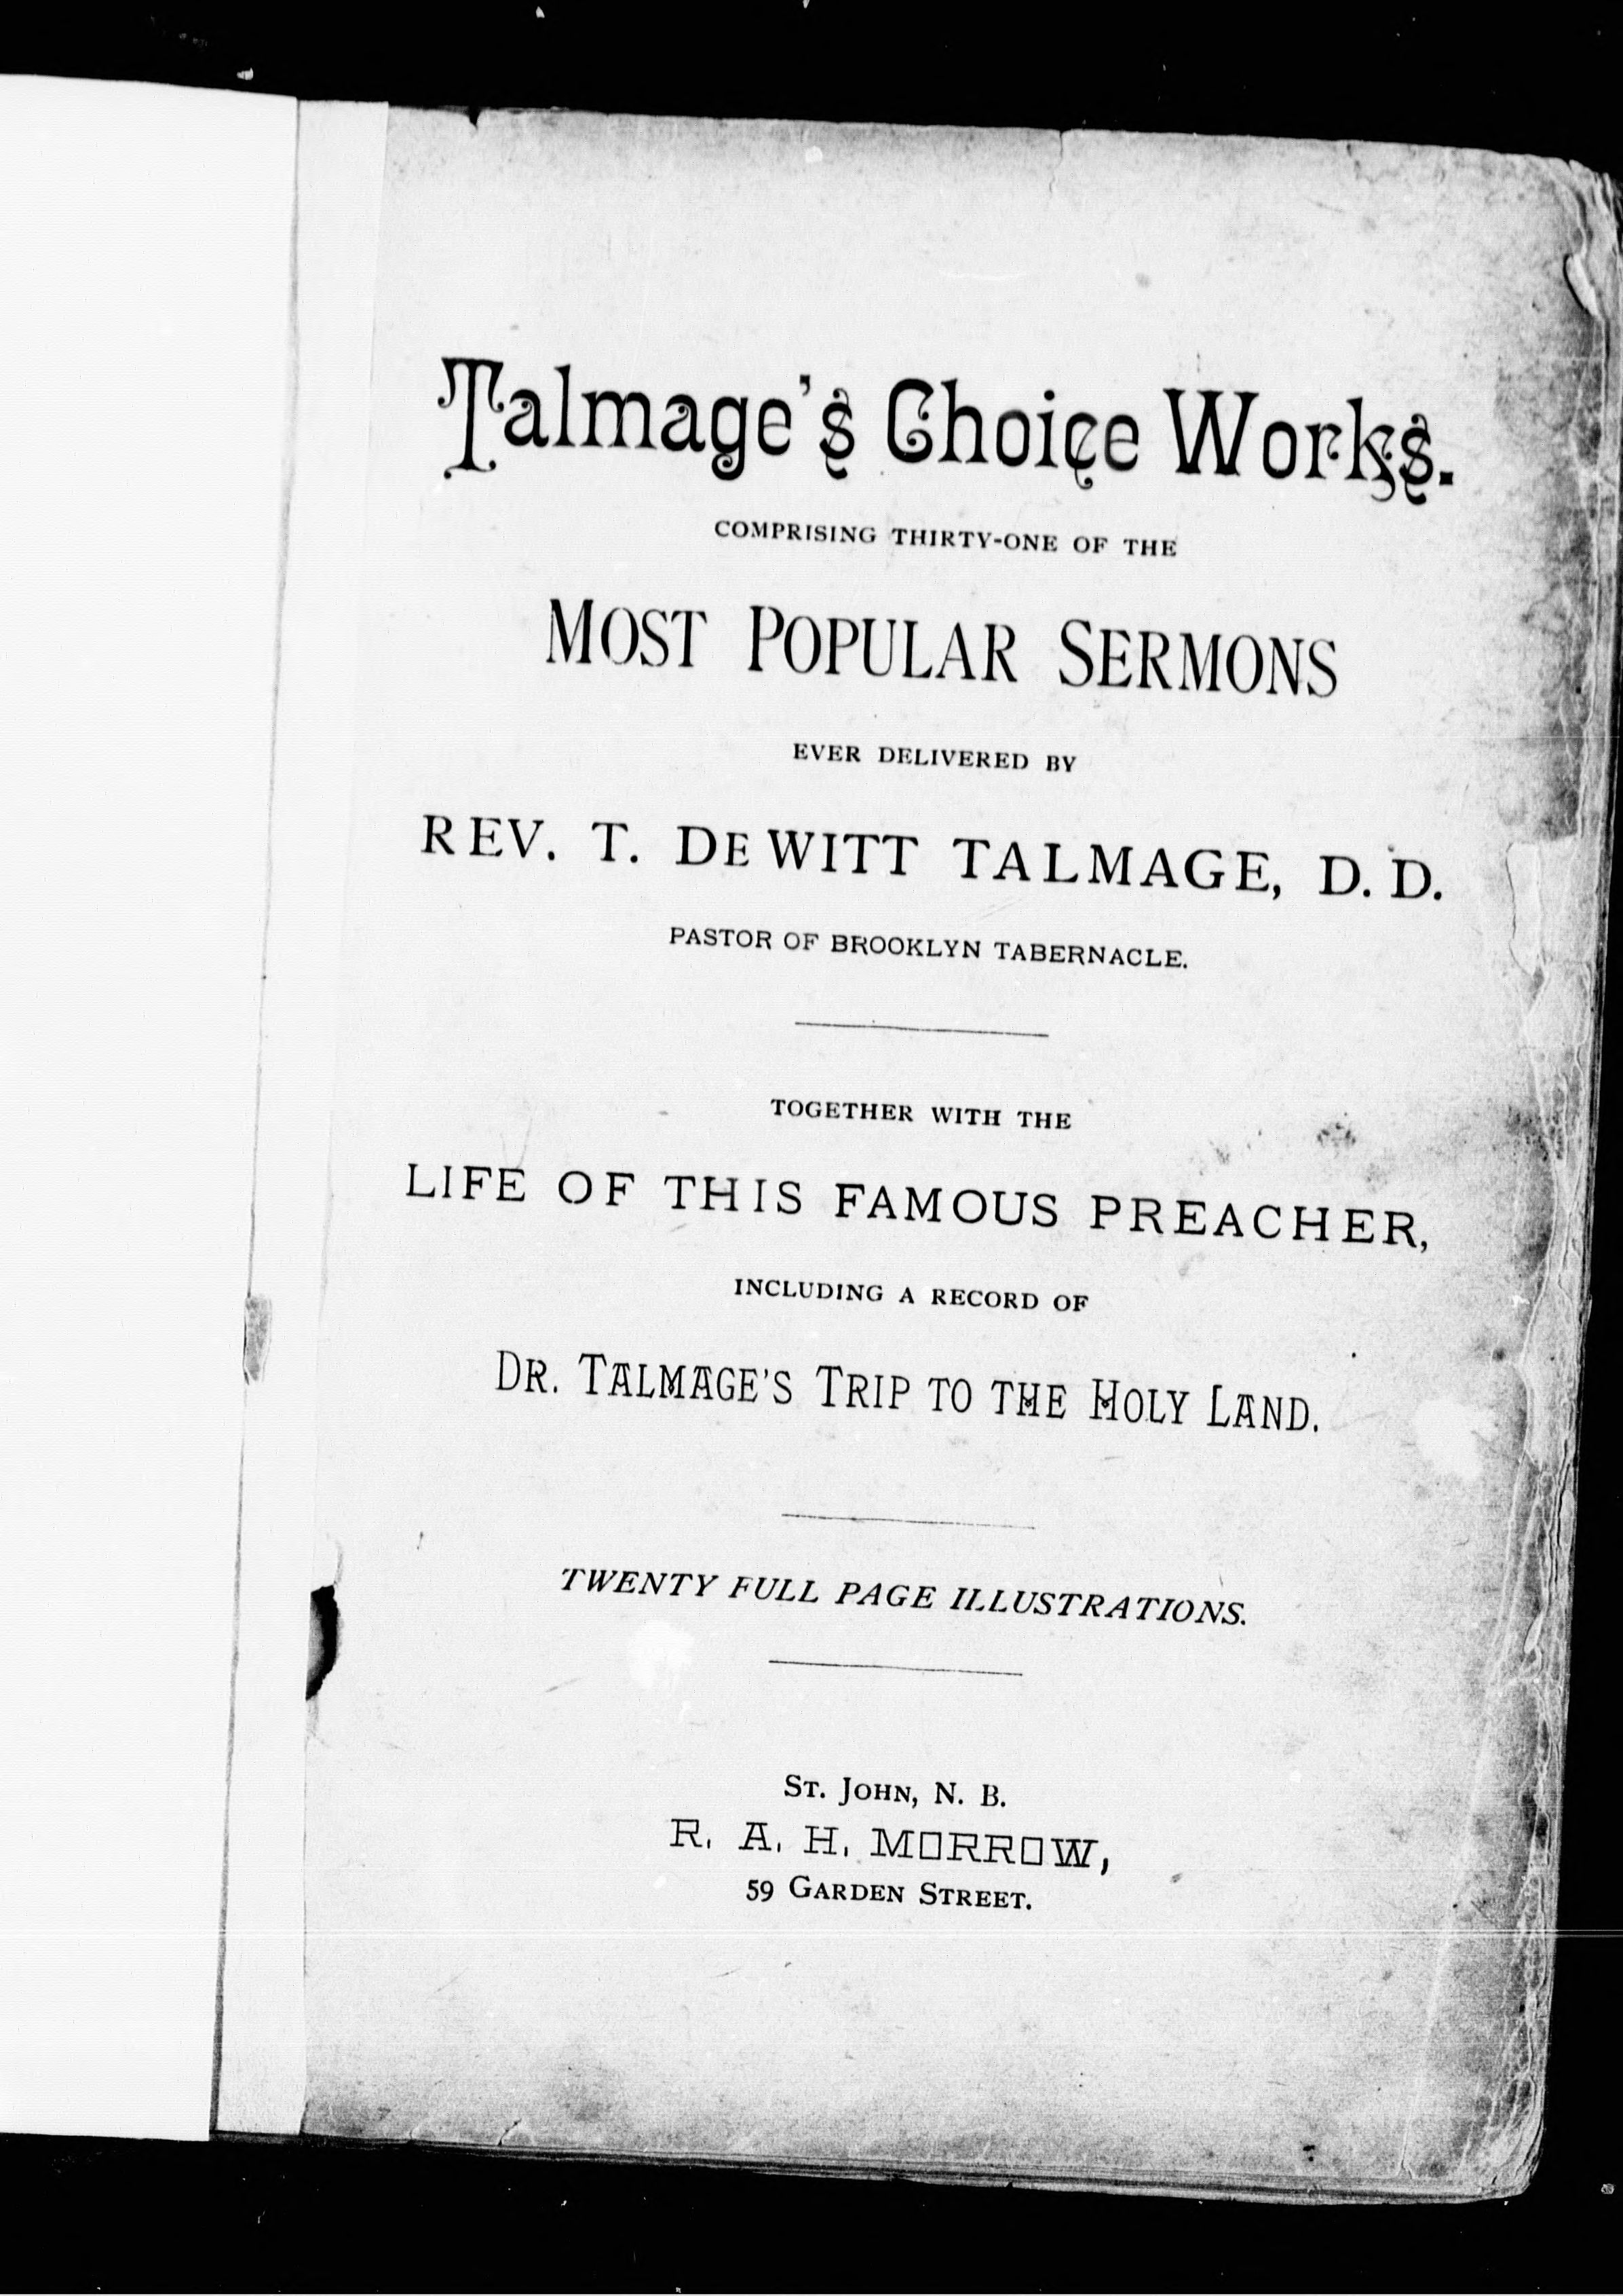 Talmage's Choice Works.
COMPRISING THIRTY-ONE OF THE
MOST POPULAR SERMONS
EVER DELIVERED BY
REV. T. DEWITT TALMAGE, D. D.
PASTOR OF BROOKLYN TABERNACLE.
TOGETHER WITH THE
LIFE OF THIS FAMOUS PREACHER,
INCLUDING A RECORD OF
DR. TALMAGE'S TRIP TO THE HOLY LAND.
TWENTY FULL PAGE ILLUSTRATIONS.
ST. JOHN, N. B.
R. A. H. MORROW,
59 GARDEN STREET.